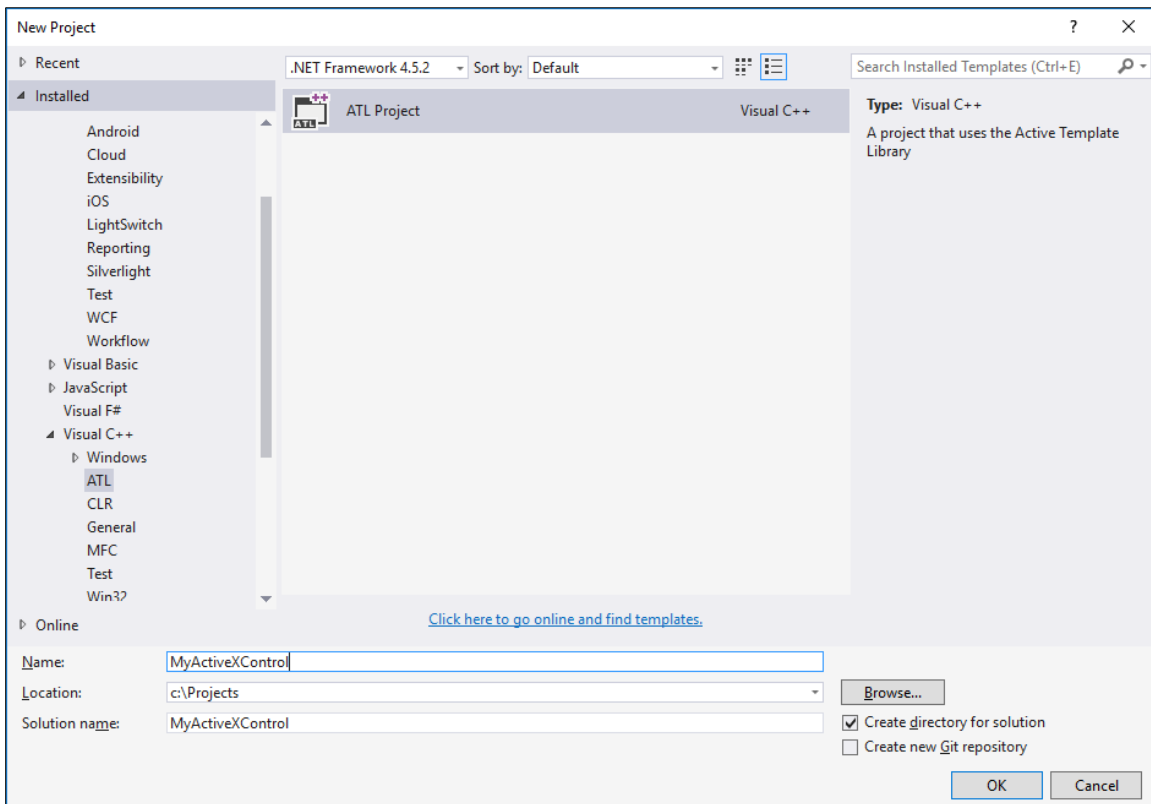 New Project
?
Recent
.NET Framework 4.5.2 Sort by: Default
Search Installed Templates (Ctrl+E)
Installed
Android
Cloud
Extensibility
iOS
LightSwitch
Reporting
Silverlight
Test
WCF
Workflow
Visual Basic
JavaScript
Visual F#
Visual C++
Windows
ATL
CLR
General
MFC
Test
Win32
Online
++
ATL
ATL Project Visual C++
Type: Visual C++
A project that uses the Active Template
Library
Click here to go online and find templates.
Name: MyActiveXControl
Location: c:\Projects
Browse...
Solution name: MyActiveXControl
Create directory for solution
Create new Git repository
OK Cancel